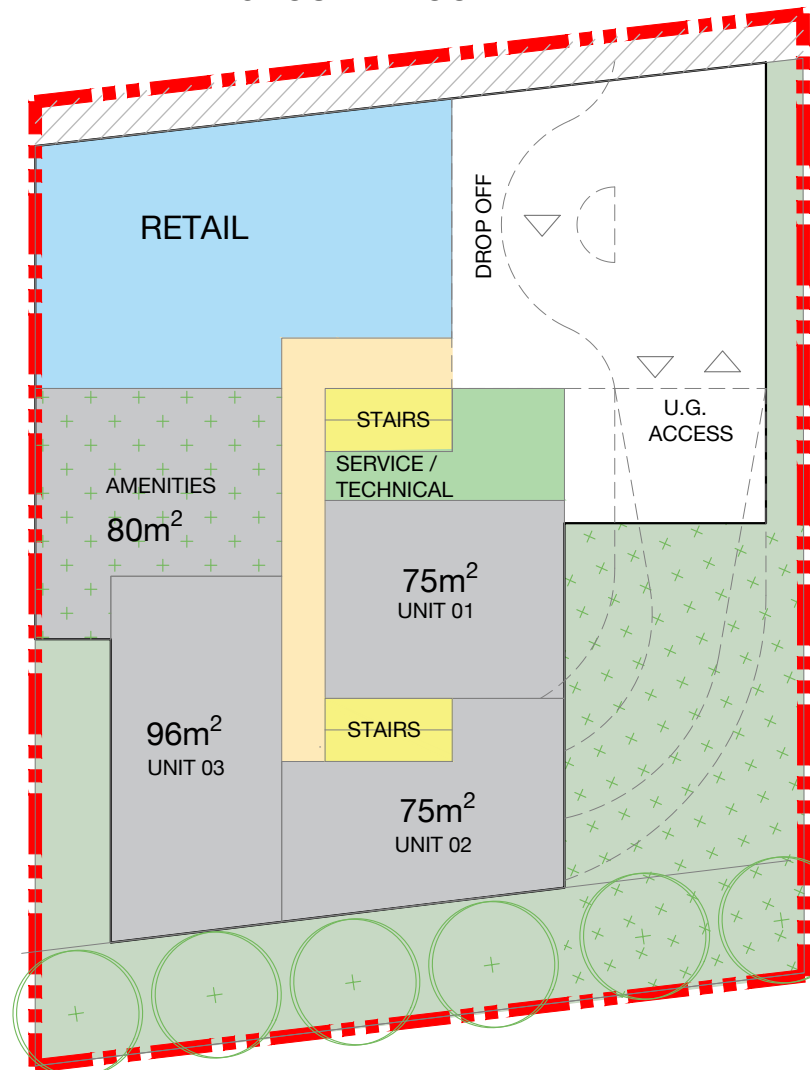 RETAIL
DROP OFF
STAIRS
U.G.
ACCESS
SERVICE /
TECHNICAL
AMENITIES
80m²
75m²
UNIT 01
96m²
UNIT 03
STAIRS
75m²
UNIT 02